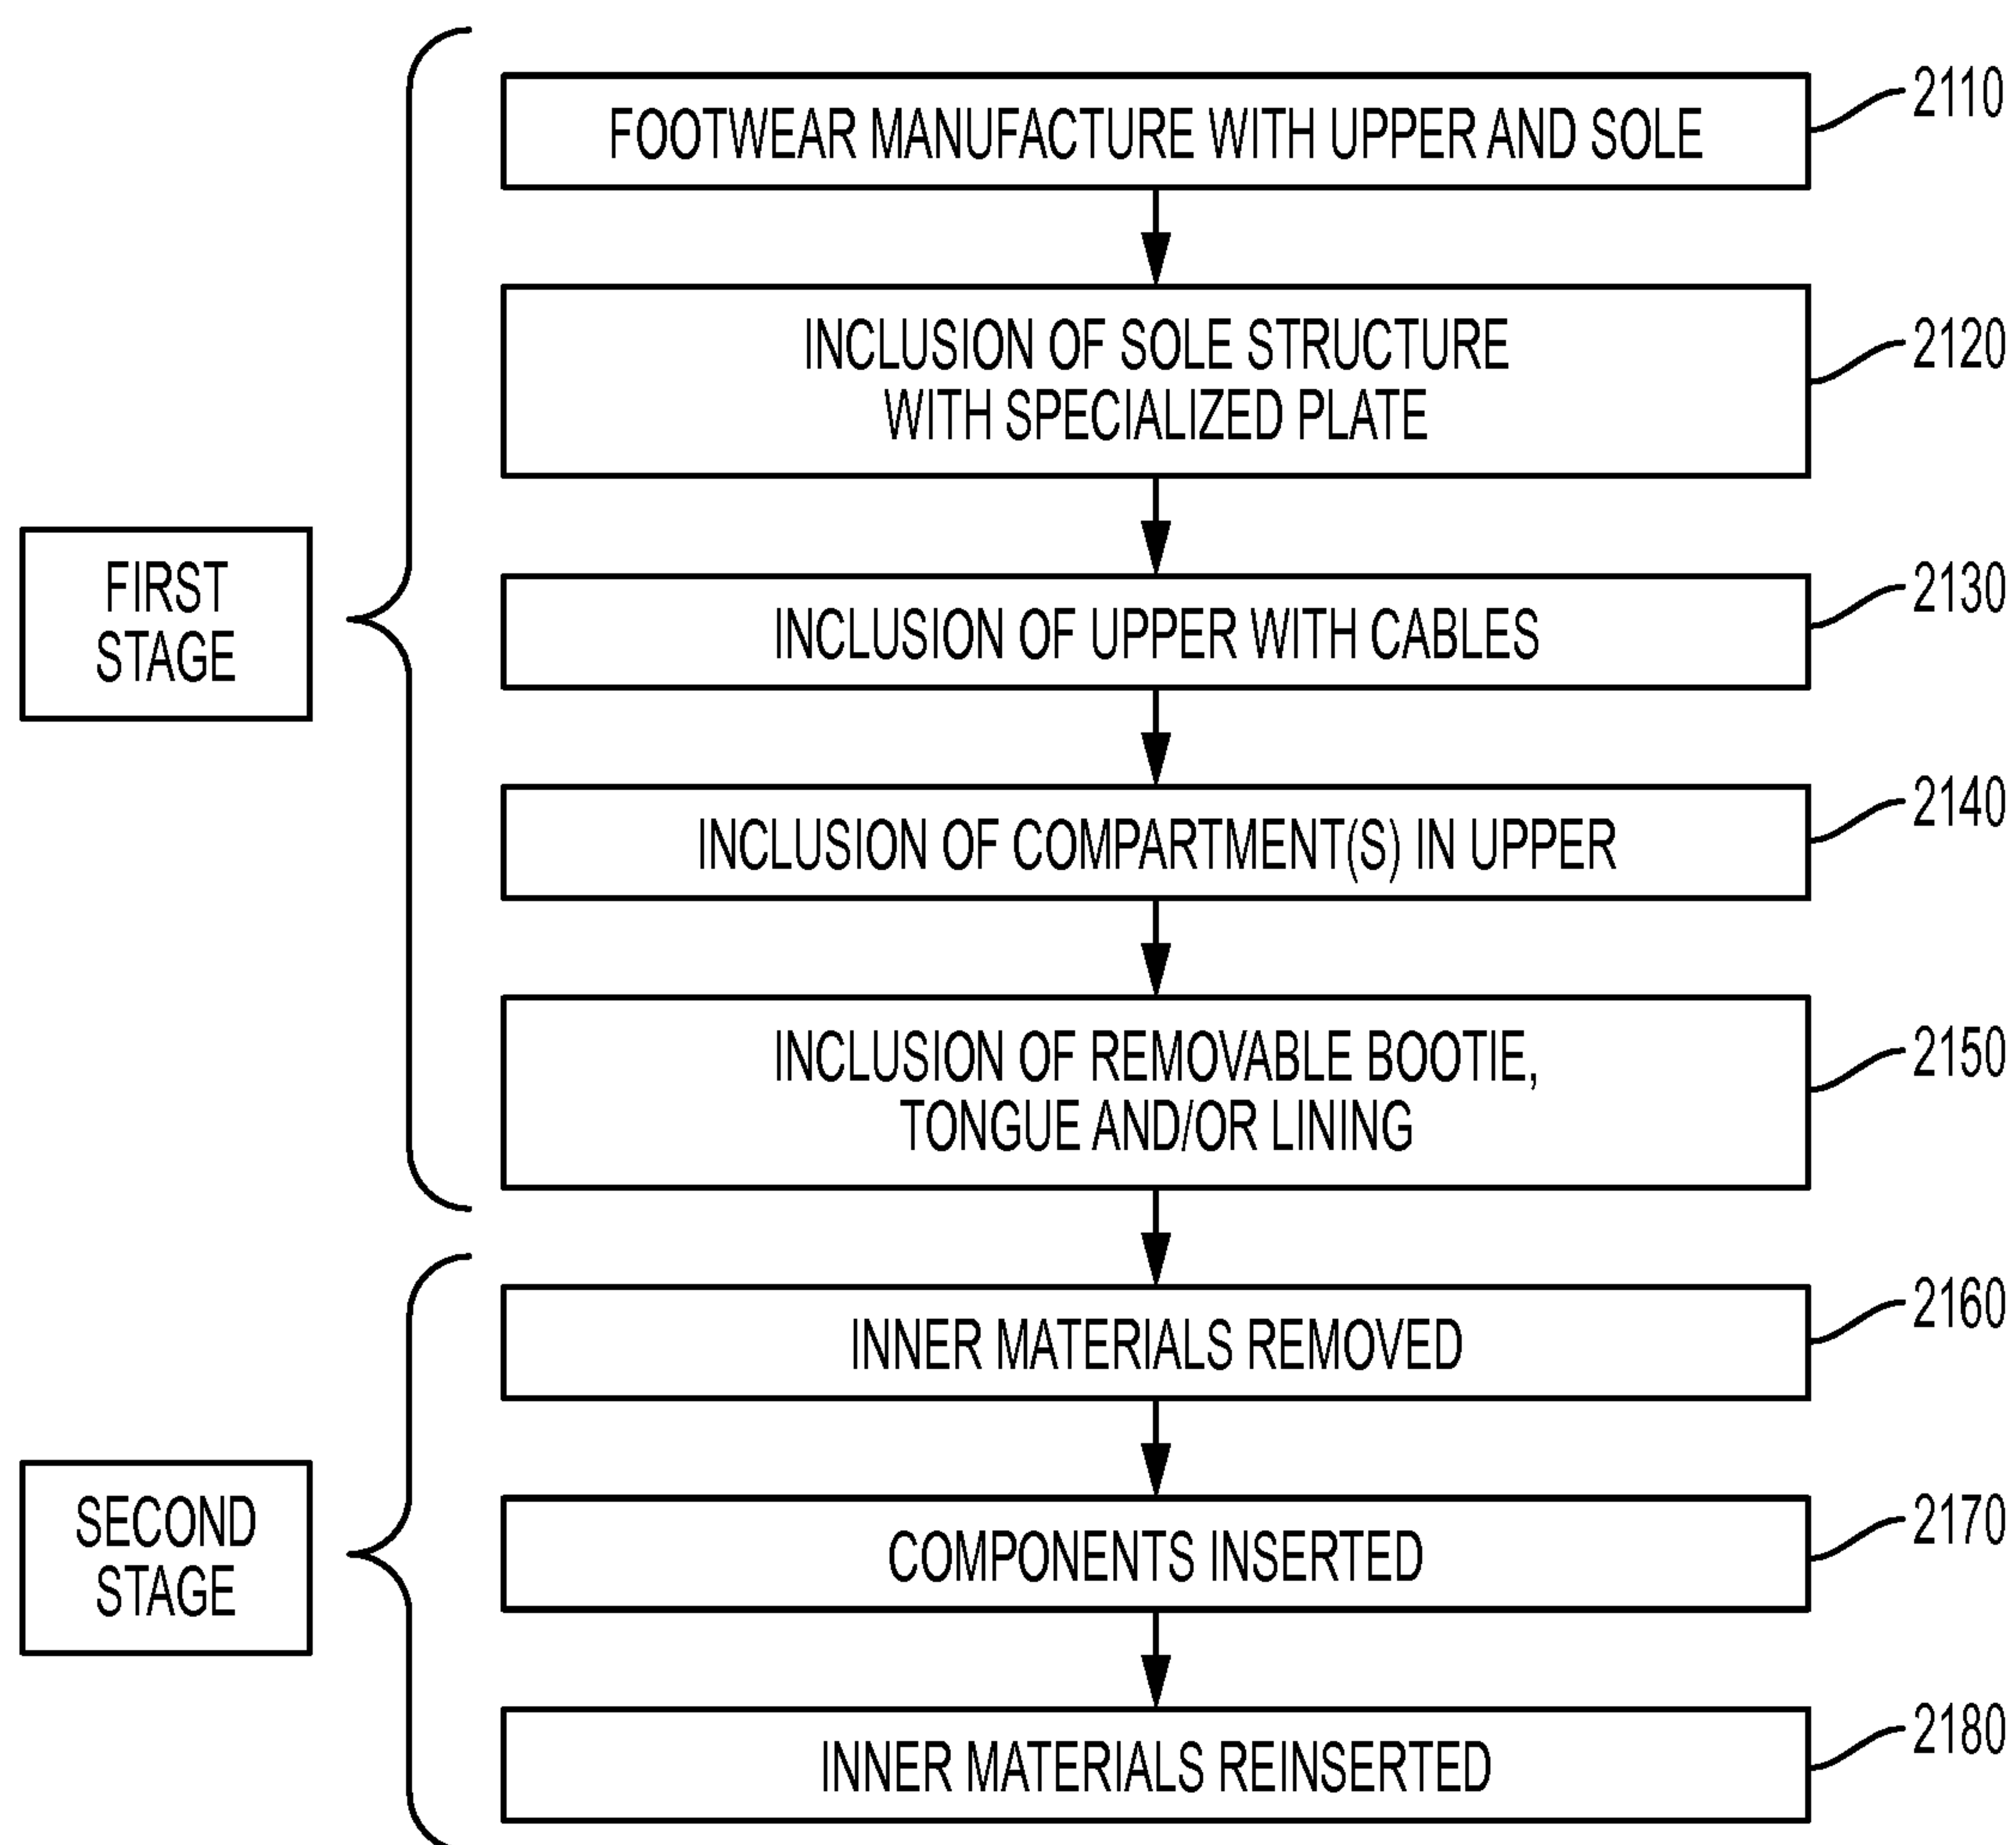 FOOTWEAR MANUFACTURE WITH UPPER AND SOLE
2110
INCLUSION OF SOLE STRUCTURE
WITH SPECIALIZED PLATE
2120
FIRST
STAGE
INCLUSION OF UPPER WITH CABLES
2130
INCLUSION OF COMPARTMENT(S) IN UPPER
2140
INCLUSION OF REMOVABLE BOOTIE,
TONGUE AND/OR LINING
2150
INNER MATERIALS REMOVED
2160
SECOND
STAGE
COMPONENTS INSERTED
2170
INNER MATERIALS REINSERTED
2180